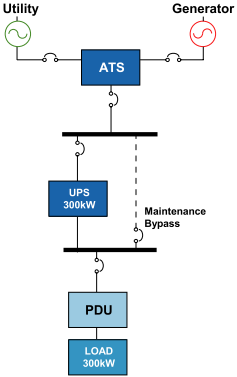 Utility
Generator
ATS
UPS
300kW
Maintenance
Bypass
PDU
LOAD
300kW